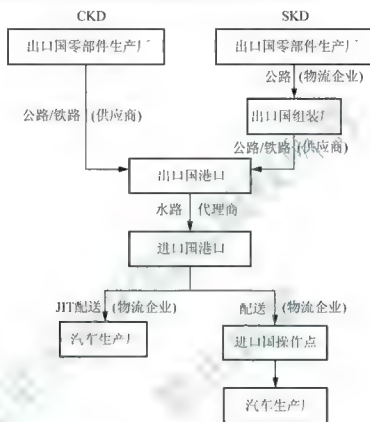 CKD SKD
出口国零部件生产厂 出口国零部件生产厂
公路 (物流企业)
出口国组装厂
公路/铁路 (供应商) 公路/铁路 (供应商)
出口国港口
水路 代理商
进口国港口
JIT配送 (物流企业) 配送 (物流企业)
汽车生产厂 进口国操作点
汽车生产厂